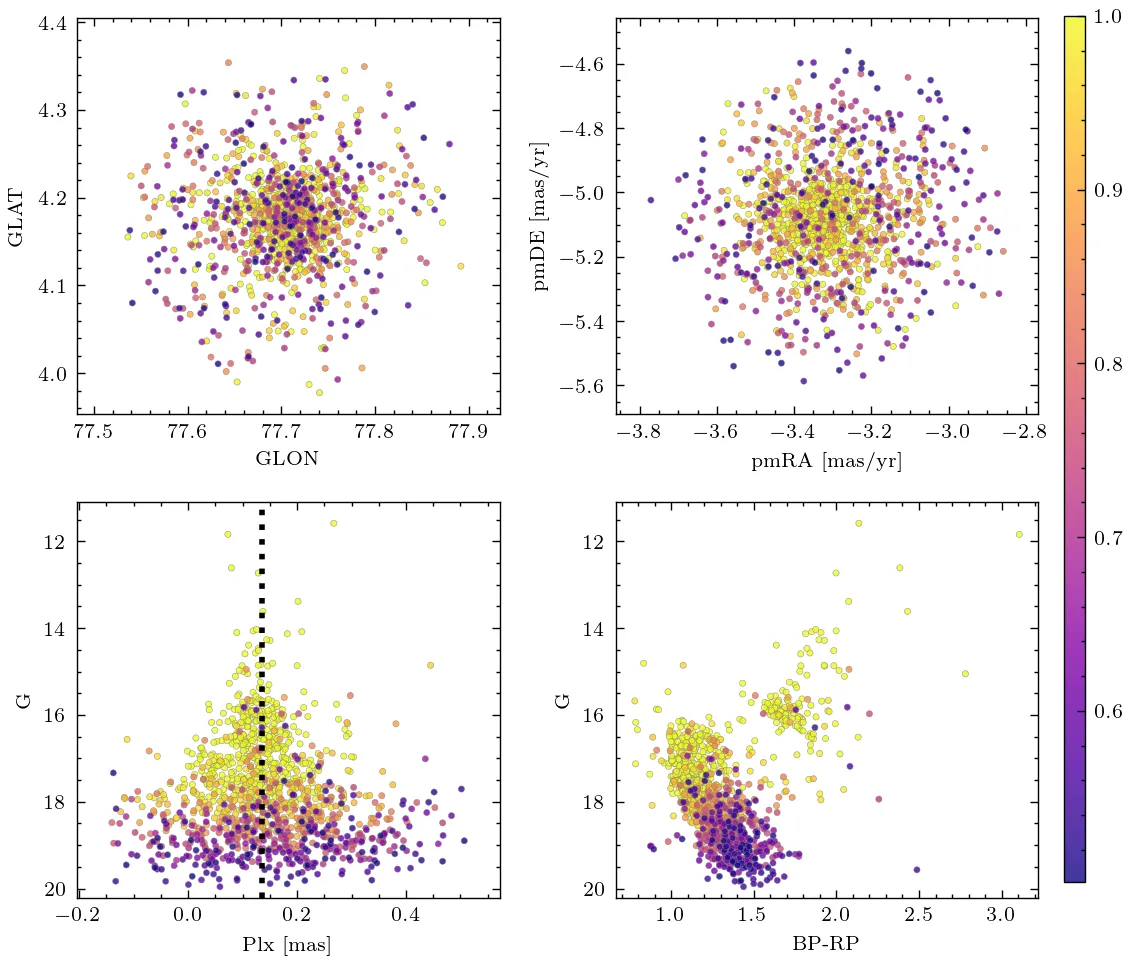 4.4
4.3
4.2
4.1
4.0
GLAT
77.5 77.6 77.7 77.8 77.9
GLON
−4.6
−4.8
−5.0
−5.2
−5.4
−5.6
pmDE [mas/yr]
−3.8 −3.6 −3.4 −3.2 −3.0 −2.8
pmRA [mas/yr]
1.0
0.9
0.8
0.7
0.6
12
14
16
18
20
G
−0.2 0.0 0.2 0.4
Plx [mas]
12
14
16
18
20
G
1.0 1.5 2.0 2.5 3.0
BP-RP